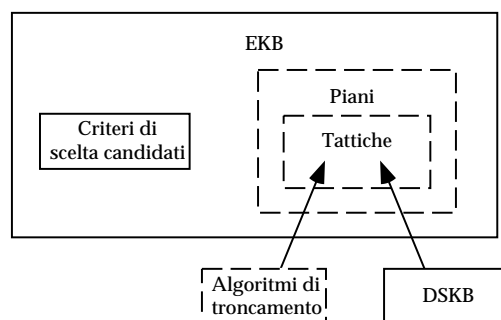 EKB
Piani
Criteri di
scelta candidati
Tattiche
Algoritmi di
troncamento
DSKB